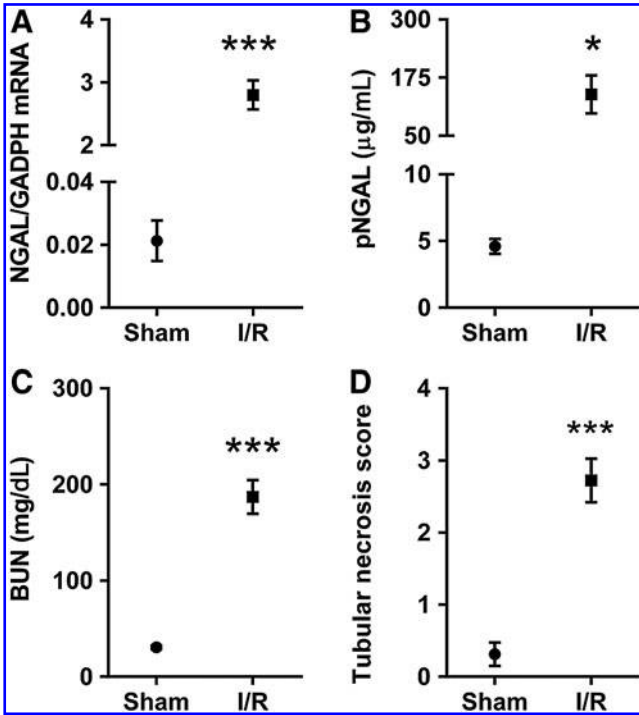 A
NGAL/GADPH mRNA
4
3
2
0.04
0.02
0.00
***
Sham I/R
B
pNGAL (μg/mL)
300
175
50
10
5
0
*
Sham I/R
C
BUN (mg/dL)
300
200
100
0
***
Sham I/R
D
Tubular necrosis score
4
3
2
1
0
***
Sham I/R